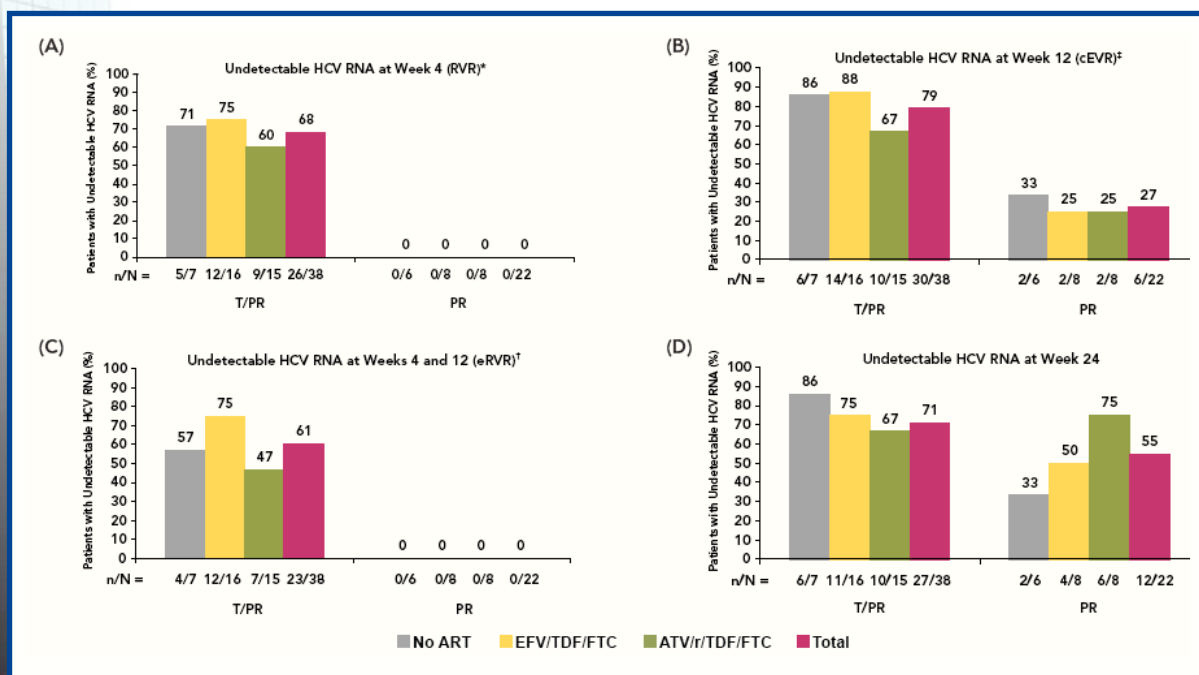 (A)
Undetectable HCV RNA at Week 4 (RVR)*
Patients with Undetectable HCV RNA (%)
100
90
80
70
60
50
40
30
20
10
0
71
75
60
68
0 0 0 0
n/N = 5/7 12/16 9/15 26/38 0/6 0/8 0/8 0/22
T/PR PR
(B)
Undetectable HCV RNA at Week 12 (cEVR)‡
Patients with Undetectable HCV RNA (%)
100
90
80
70
60
50
40
30
20
10
0
86
88
67
79
33
25
25
27
n/N = 6/7 14/16 10/15 30/38 2/6 2/8 2/8 6/22
T/PR PR
(C)
Undetectable HCV RNA at Weeks 4 and 12 (eRVR)†
Patients with Undetectable HCV RNA (%)
100
90
80
70
60
50
40
30
20
10
0
57
75
47
61
0 0 0 0
n/N = 4/7 12/16 7/15 23/38 0/6 0/8 0/8 0/22
T/PR PR
(D)
Undetectable HCV RNA at Week 24
Patients with Undetectable HCV RNA (%)
100
90
80
70
60
50
40
30
20
10
0
86
75
67
71
33
50
75
55
n/N = 6/7 11/16 10/15 27/38 2/6 4/8 6/8 12/22
T/PR PR
No ART EFV/TDF/FTC ATV/r/TDF/FTC Total